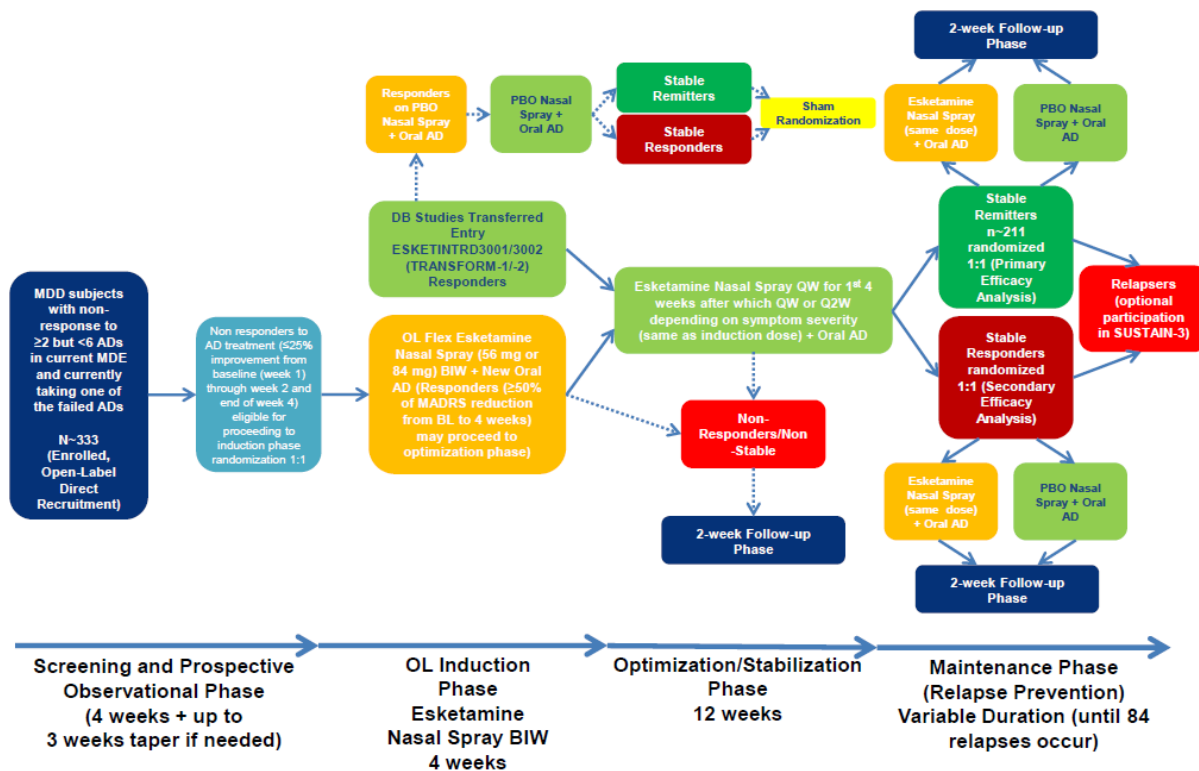 MDD subjects
with non-
response to
≥2 but <6 ADs
in current MDE
and currently
taking one of
the failed ADs
N~333
(Enrolled,
Open-Label
Direct
Recruitment)
Non responders to
AD treatment (≤25%
improvement from
baseline (week 1)
through week 2 and
end of week 4)
eligible for
proceeding to
induction phase
randomization 1:1
Responders
on PBO
Nasal Spray
+ Oral AD
PBO Nasal
Spray +
Oral AD
Stable
Remitters
Stable
Responders
Sham
Randomization
DB Studies Transferred
Entry
ESKETINTRD3001/3002
(TRANSFORM-1/-2)
Responders
OL Flex Esketamine
Nasal Spray (56 mg or
84 mg) BIW + New Oral
AD (Responders (≥50%
of MADRS reduction
from BL to 4 weeks)
may proceed to
optimization phase)
Esketamine Nasal Spray QW for 1st 4
weeks after which QW or Q2W
depending on symptom severity
(same as induction dose) + Oral AD
Non-
Responders/Non
-Stable
2-week Follow-up
Phase
2-week Follow-up
Phase
Esketamine
Nasal Spray
(same dose)
+ Oral AD
PBO Nasal
Spray + Oral
AD
Stable
Remitters
n~211
randomized
1:1 (Primary
Efficacy
Analysis)
Stable
Responders
randomized
1:1 (Secondary
Efficacy
Analysis)
Relapsers
(optional
participation
in SUSTAIN-3)
Esketamine
Nasal Spray
(same dose)
+ Oral AD
PBO Nasal
Spray + Oral
AD
2-week Follow-up
Phase
Screening and Prospective
Observational Phase
(4 weeks + up to
3 weeks taper if needed)
OL Induction
Phase
Esketamine
Nasal Spray BIW
4 weeks
Optimization/Stabilization
Phase
12 weeks
Maintenance Phase
(Relapse Prevention)
Variable Duration (until 84
relapses occur)